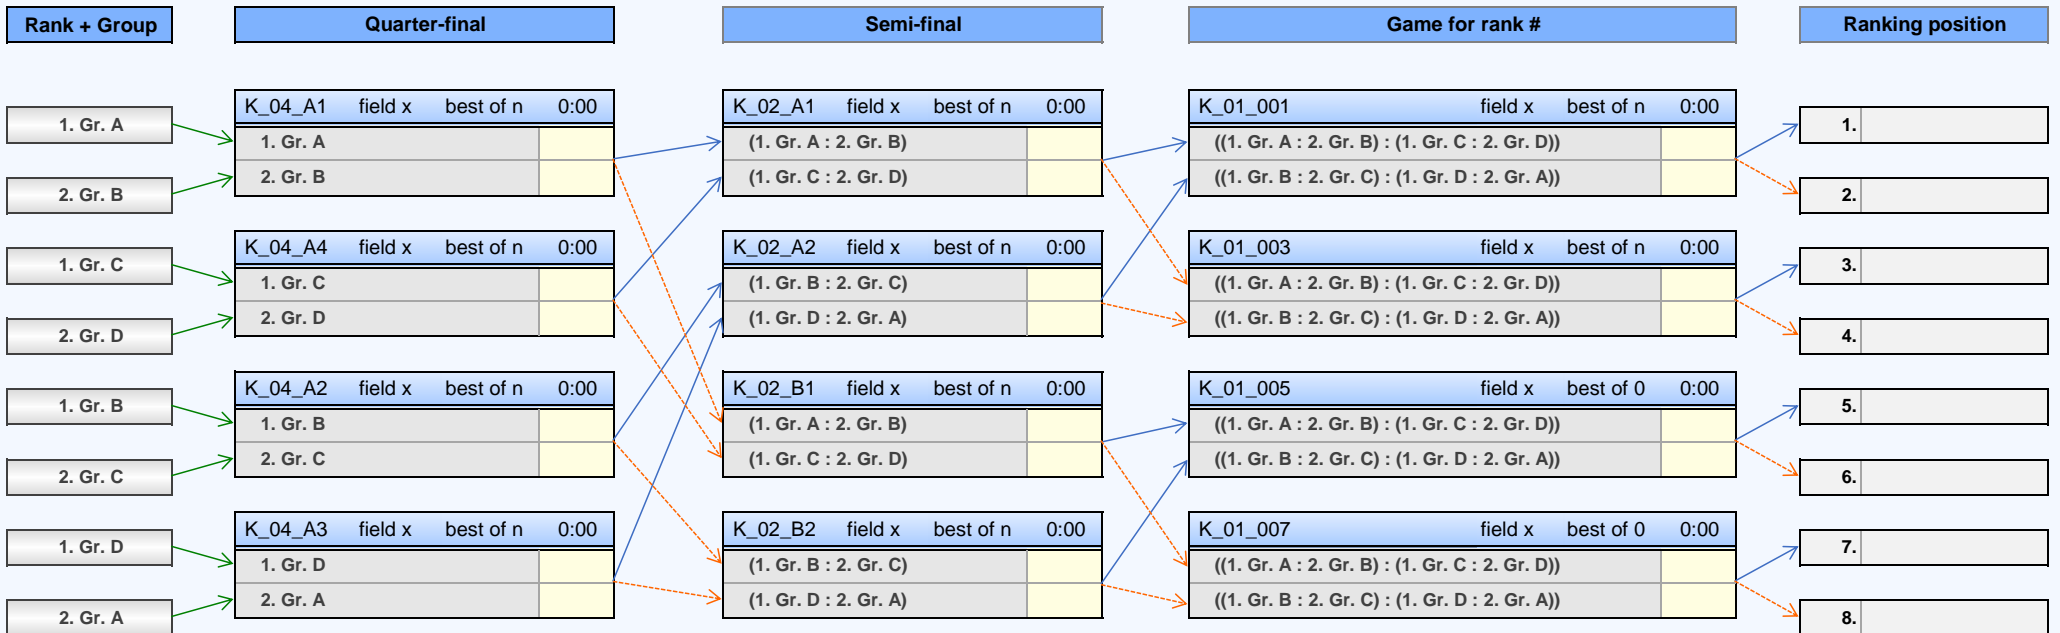 Rank + Group Quarter-final Semi-final Game for rank # Ranking position
K_04_A1 field x best of n 0:00 K_02_A1 field x best of n 0:00 K_01_001 field x best of n 0:00
1. Gr. A 1. Gr. A (1. Gr. A : 2. Gr. B) ((1. Gr. A : 2. Gr. B) : (1. Gr. C : 2. Gr. D)) 1.
2. Gr. B 2. Gr. B (1. Gr. C : 2. Gr. D) ((1. Gr. B : 2. Gr. C) : (1. Gr. D : 2. Gr. A)) 2.
K_04_A4 field x best of n 0:00 K_02_A2 field x best of n 0:00 K_01_003 field x best of n 0:00
1. Gr. C 1. Gr. C (1. Gr. B : 2. Gr. C) ((1. Gr. A : 2. Gr. B) : (1. Gr. C : 2. Gr. D)) 3.
2. Gr. D 2. Gr. D (1. Gr. D : 2. Gr. A) ((1. Gr. B : 2. Gr. C) : (1. Gr. D : 2. Gr. A)) 4.
K_04_A2 field x best of n 0:00 K_02_B1 field x best of n 0:00 K_01_005 field x best of 0 0:00
1. Gr. B 1. Gr. B (1. Gr. A : 2. Gr. B) ((1. Gr. A : 2. Gr. B) : (1. Gr. C : 2. Gr. D)) 5.
2. Gr. C 2. Gr. C (1. Gr. C : 2. Gr. D) ((1. Gr. B : 2. Gr. C) : (1. Gr. D : 2. Gr. A)) 6.
K_04_A3 field x best of n 0:00 K_02_B2 field x best of n 0:00 K_01_007 field x best of 0 0:00
1. Gr. D 1. Gr. D (1. Gr. B : 2. Gr. C) ((1. Gr. A : 2. Gr. B) : (1. Gr. C : 2. Gr. D)) 7.
2. Gr. A 2. Gr. A (1. Gr. D : 2. Gr. A) ((1. Gr. B : 2. Gr. C) : (1. Gr. D : 2. Gr. A)) 8.